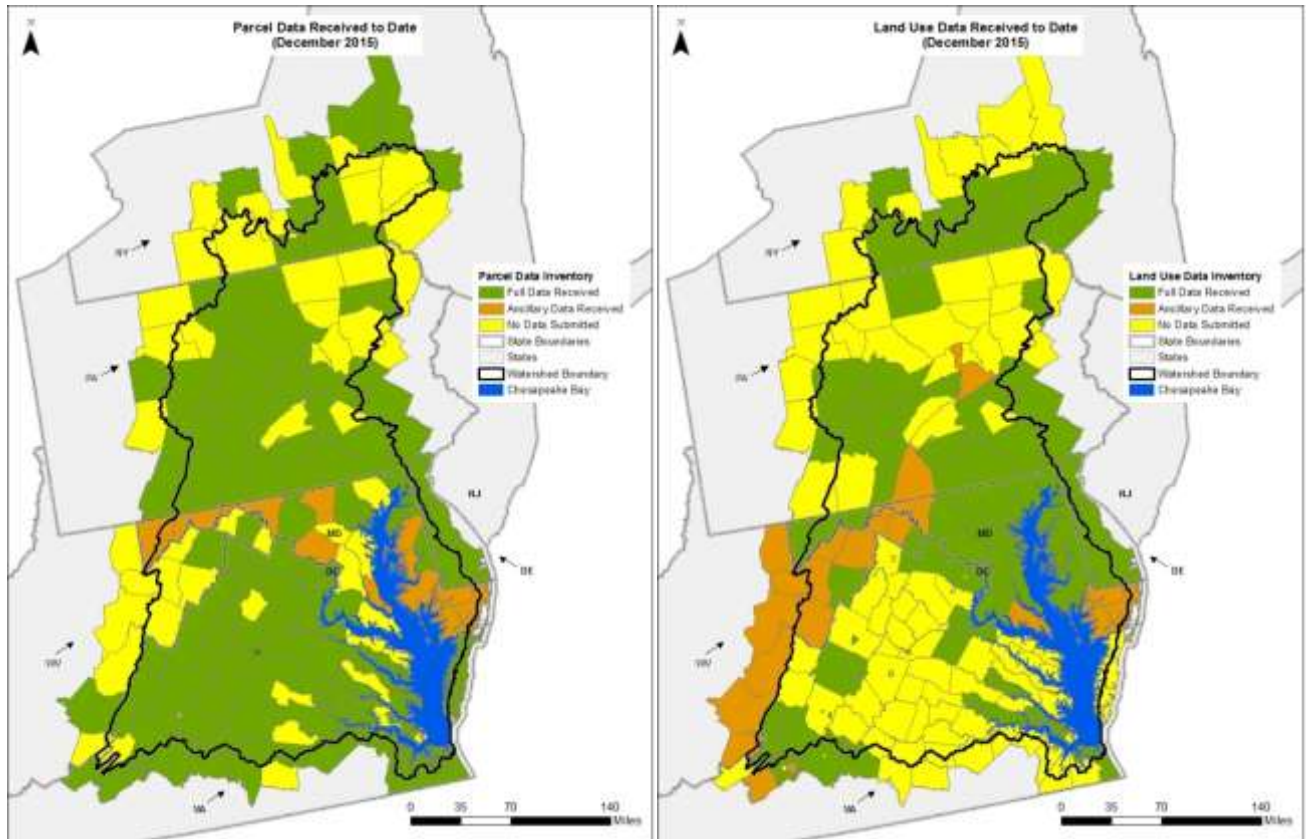 Parcel Data Received to Date
(December 2015)
NY
PA
Parcel Data Inventory
Full Data Received
Ancillary Data Received
No Data Submitted
State Boundaries
States
Watershed Boundary
Chesapeake Bay
NJ
MD
DC
DE
WV
VA
0 35 70 140
Miles
Land Use Data Received to Date
(December 2015)
NY
PA
Land Use Data Inventory
Full Data Received
Ancillary Data Received
No Data Submitted
State Boundaries
States
Watershed Boundary
Chesapeake Bay
NJ
MD
DC
DE
WV
VA
0 35 70 140
Miles